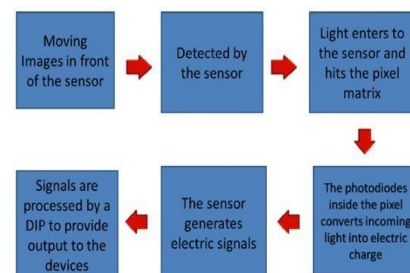 Moving
Images in front
of the sensor
Detected by
the sensor
Light enters to
the sensor and
hits the pixel
matrix
The photodiodes
inside the pixel
converts incoming
light into electric
charge
The sensor
generates
electric signals
Signals are
processed by a
DIP to provide
output to the
devices